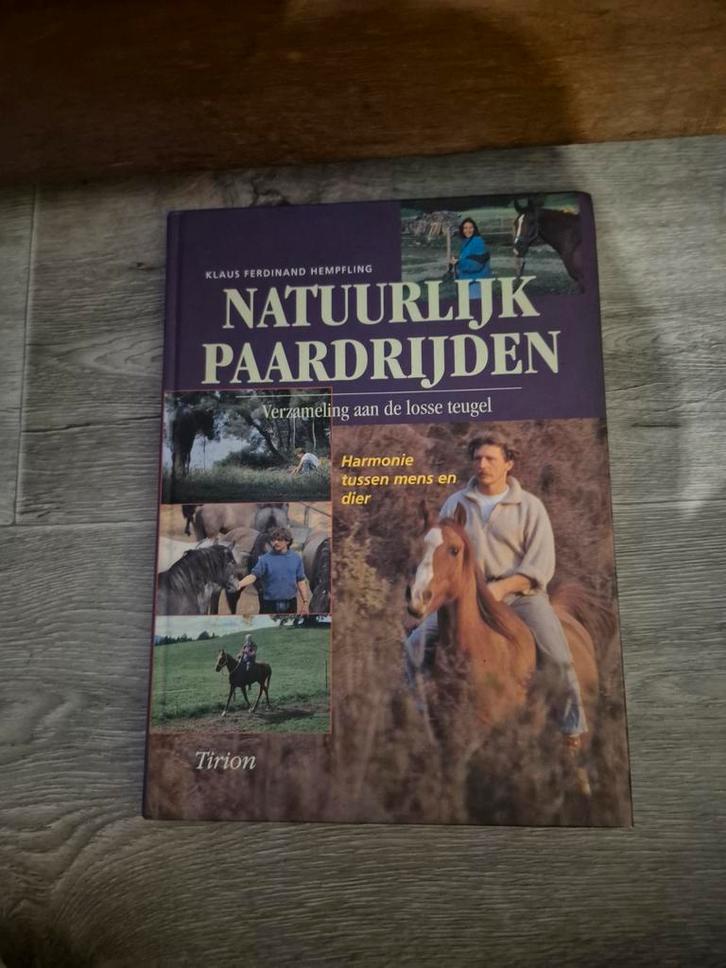 KLAUS FERDINAND HEMPFLING
NATUURLIJK
PAARDRIJDEN
Verzameling aan de losse teugel
Harmonie
tussen mens en
dier
Tirion